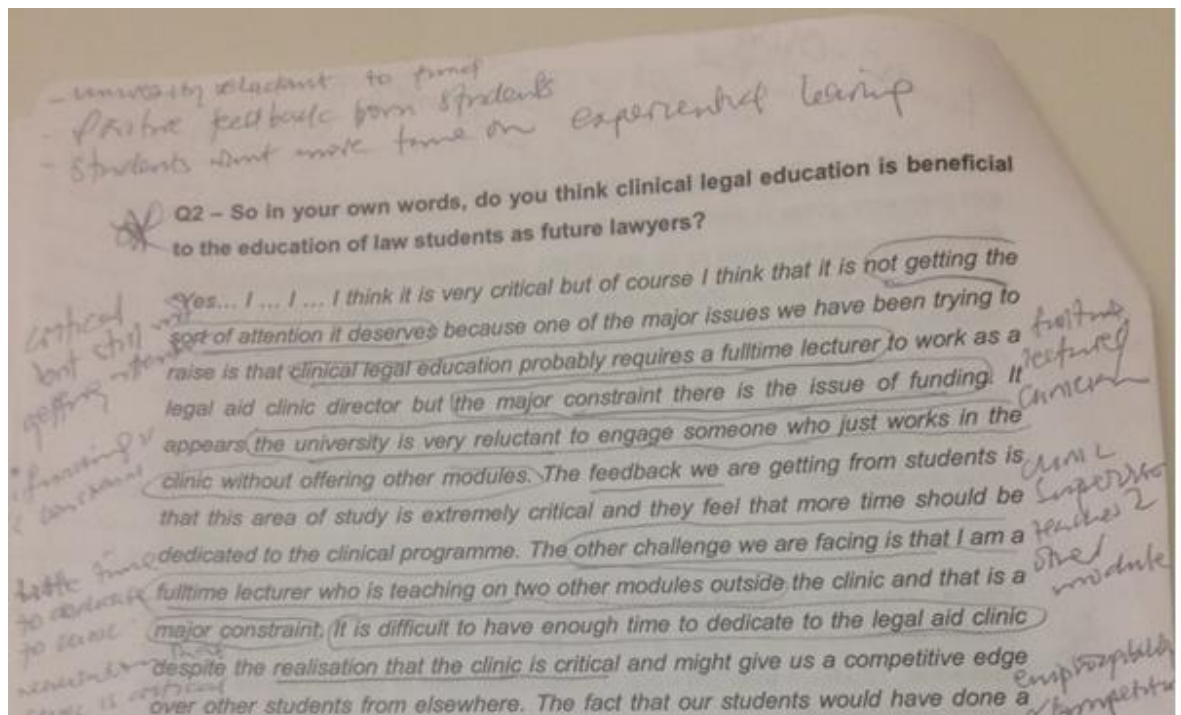 - university reluctant to fund
- Positive feedback from students
- Students want more time on experiential learning
Q2 – So in your own words, do you think clinical legal education is beneficial
to the education of law students as future lawyers?
Yes... I ... I ... I think it is very critical but of course I think that it is not getting the
sort of attention it deserves because one of the major issues we have been trying to
raise is that clinical legal education probably requires a fulltime lecturer to work as a
legal aid clinic director but the major constraint there is the issue of funding. It
appears the university is very reluctant to engage someone who just works in the
clinic without offering other modules. The feedback we are getting from students is
that this area of study is extremely critical and they feel that more time should be
dedicated to the clinical programme. The other challenge we are facing is that I am a
fulltime lecturer who is teaching on two other modules outside the clinic and that is a
major constraint. It is difficult to have enough time to dedicate to the legal aid clinic
despite the realisation that the clinic is critical and might give us a competitive edge
over other students from elsewhere. The fact that our students would have done a
critical
but still not
getting
funding
constraint
little time
to dedicate
to clinic
is critical
lecturer
clinician
clinic
supervisor
teaches 2
other
module
employability